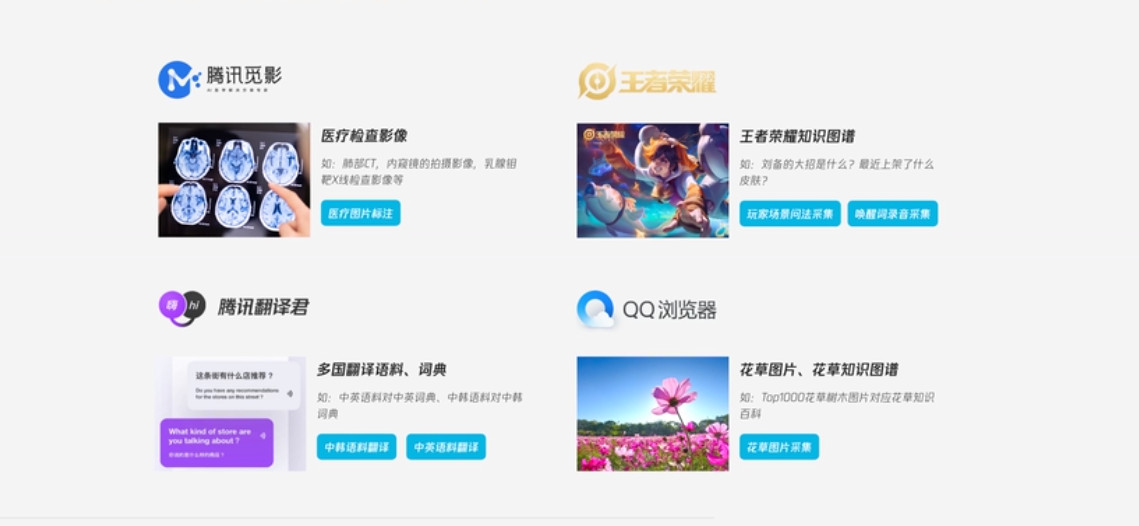 腾讯觅影
王者荣耀
王者荣耀
医疗检查影像
如：肺部CT，内窥镜的拍摄影像，乳腺钼
靶X线检查影像等
医疗图片标注
王者荣耀知识图谱
如：刘备的大招是什么？最近上架了什么
皮肤？
玩家场景问法采集
唤醒词录音采集
嗨 hi 腾讯翻译君
QQ浏览器
这条街有什么店推荐？
Do you have any recommendations
for the stores on this street？
What kind of store are
you talking about？
多国翻译语料、词典
如：中英语料对中英词典、中韩语料对中韩
词典
中韩语料翻译
中英语料翻译
花草图片、花草知识图谱
如：Top1000花草树木图片对应花草知识
百科
花草图片采集